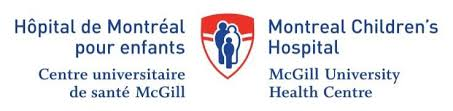 Hôpital de Montréal
pour enfants
Centre universitaire
de santé McGill
Montreal Children's
Hospital
McGill University
Health Centre